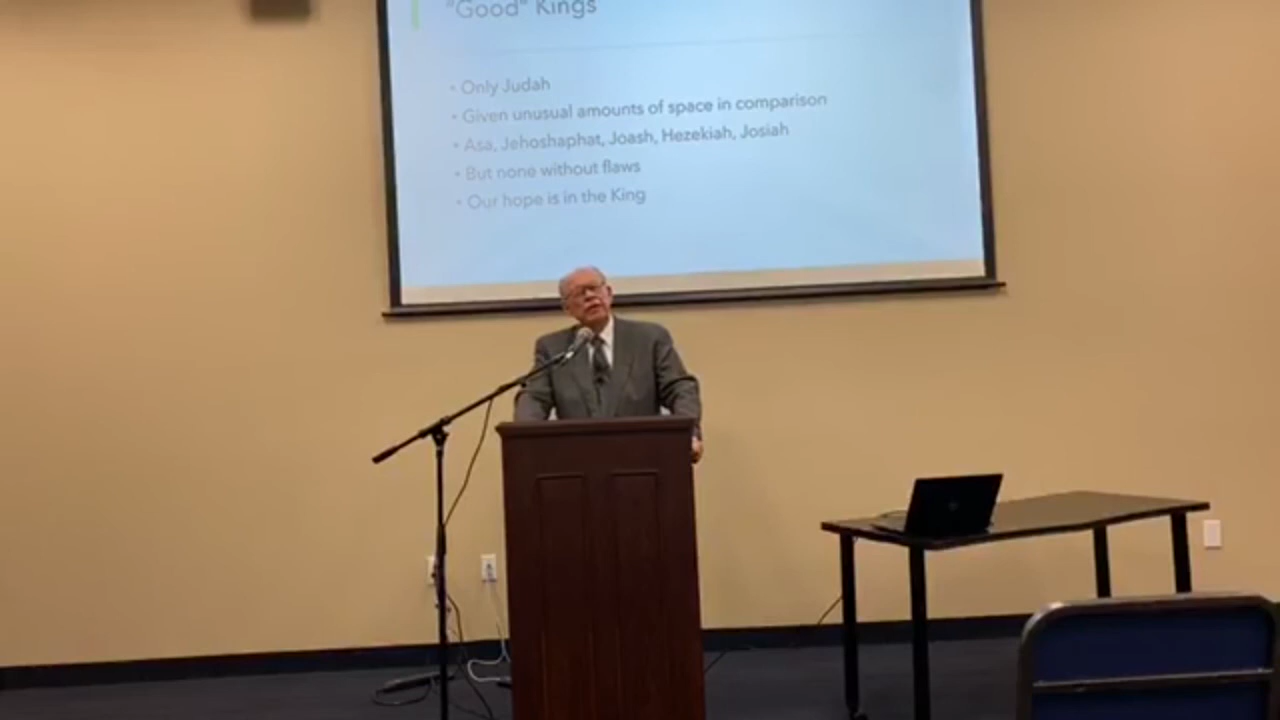 "Good" Kings
• Only Judah
• Given unusual amounts of space in comparison
• Asa, Jehoshaphat, Joash, Hezekiah, Josiah
• But none without flaws
• Our hope is in the King